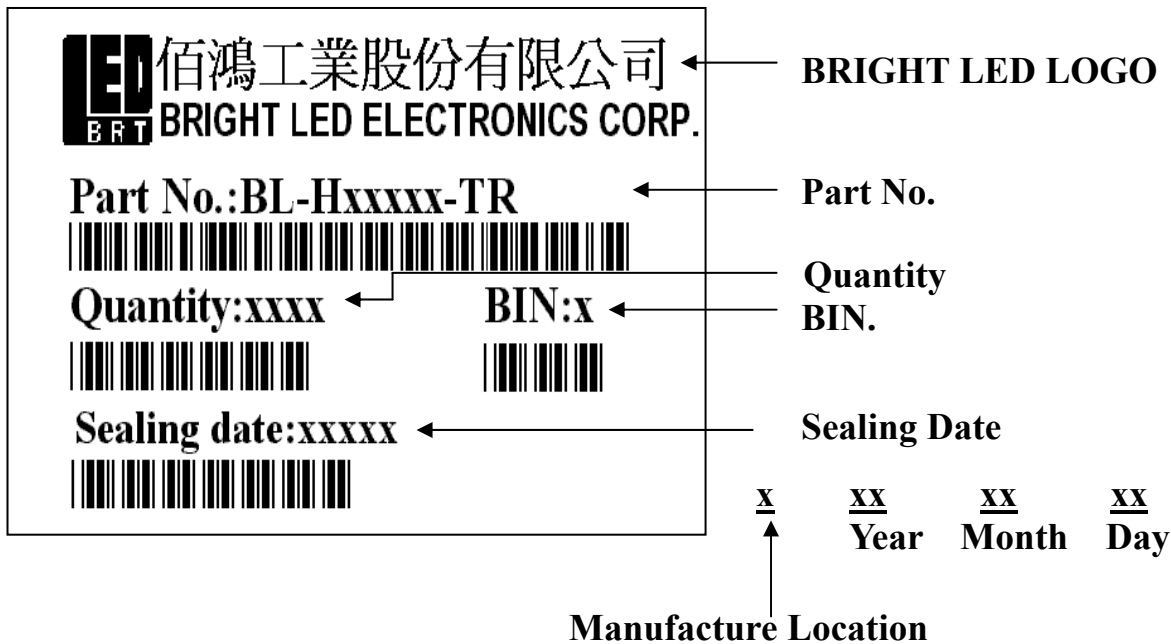 佰鴻工業股份有限公司
BRIGHT LED LOGO
BRT BRIGHT LED ELECTRONICS CORP.
LED
Part No.:BL-Hxxxxx-TR
Part No.
Quantity
Quantity:xxxx BIN:x
BIN.
Sealing date:xxxxx
Sealing Date
x xx xx xx
Year Month Day
Manufacture Location